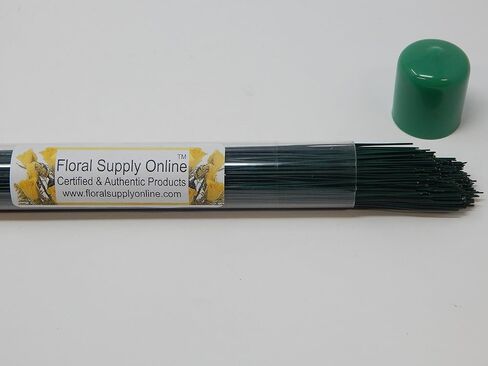 Floral Supply Online™
Certified & Authentic Products
www.floralsupplyonline.com